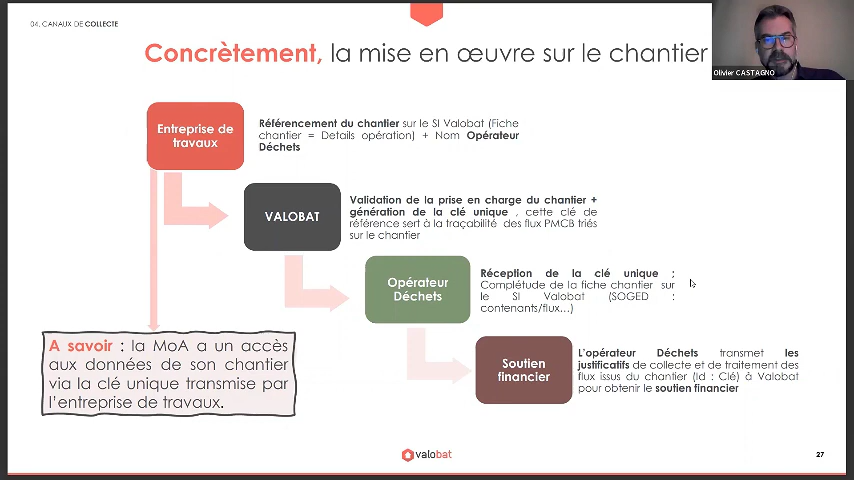 04. CANAUX DE COLLECTE
Concrètement, la mise en œuvre sur le chantier
Olivier CASTAGNO
Entreprise de
travaux
Référencement du chantier sur le SI Valobat (Fiche
chantier = Details opération) + Nom Opérateur
Déchets
VALOBAT
Validation de la prise en charge du chantier +
génération de la clé unique , cette clé de
référence sert à la traçabilité des flux PMCB triés
sur le chantier
Opérateur
Déchets
Réception de la clé unique ;
Complétude de la fiche chantier sur
le SI Valobat (SOGED :
contenants/flux...)
A savoir : la MoA a un accès
aux données de son chantier
via la clé unique transmise par
l'entreprise de travaux.
Soutien
financier
L'opérateur Déchets transmet les
justificatifs de collecte et de traitement des
flux issus du chantier (Id : Clé) à Valobat
pour obtenir le soutien financier
valobat
27